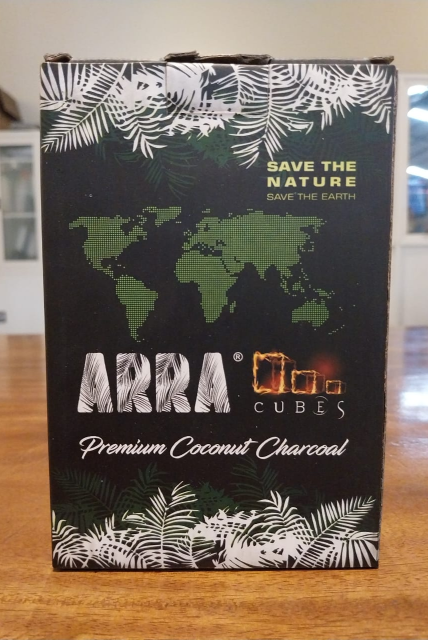 SAVE THE
NATURE
SAVE THE EARTH
ARRA®
CUBES
Premium Coconut Charcoal